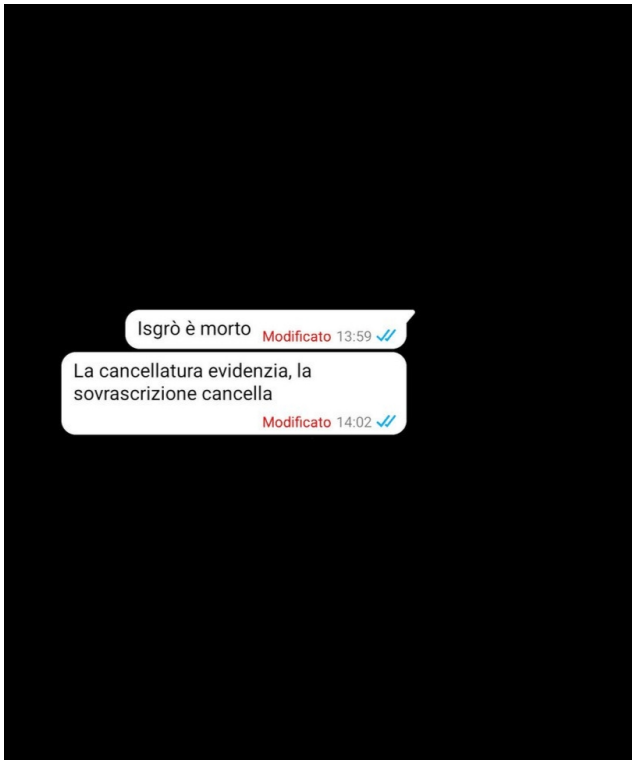 Isgrò è morto Modificato 13:59
La cancellatura evidenzia, la
sovrascrizione cancella
Modificato 14:02